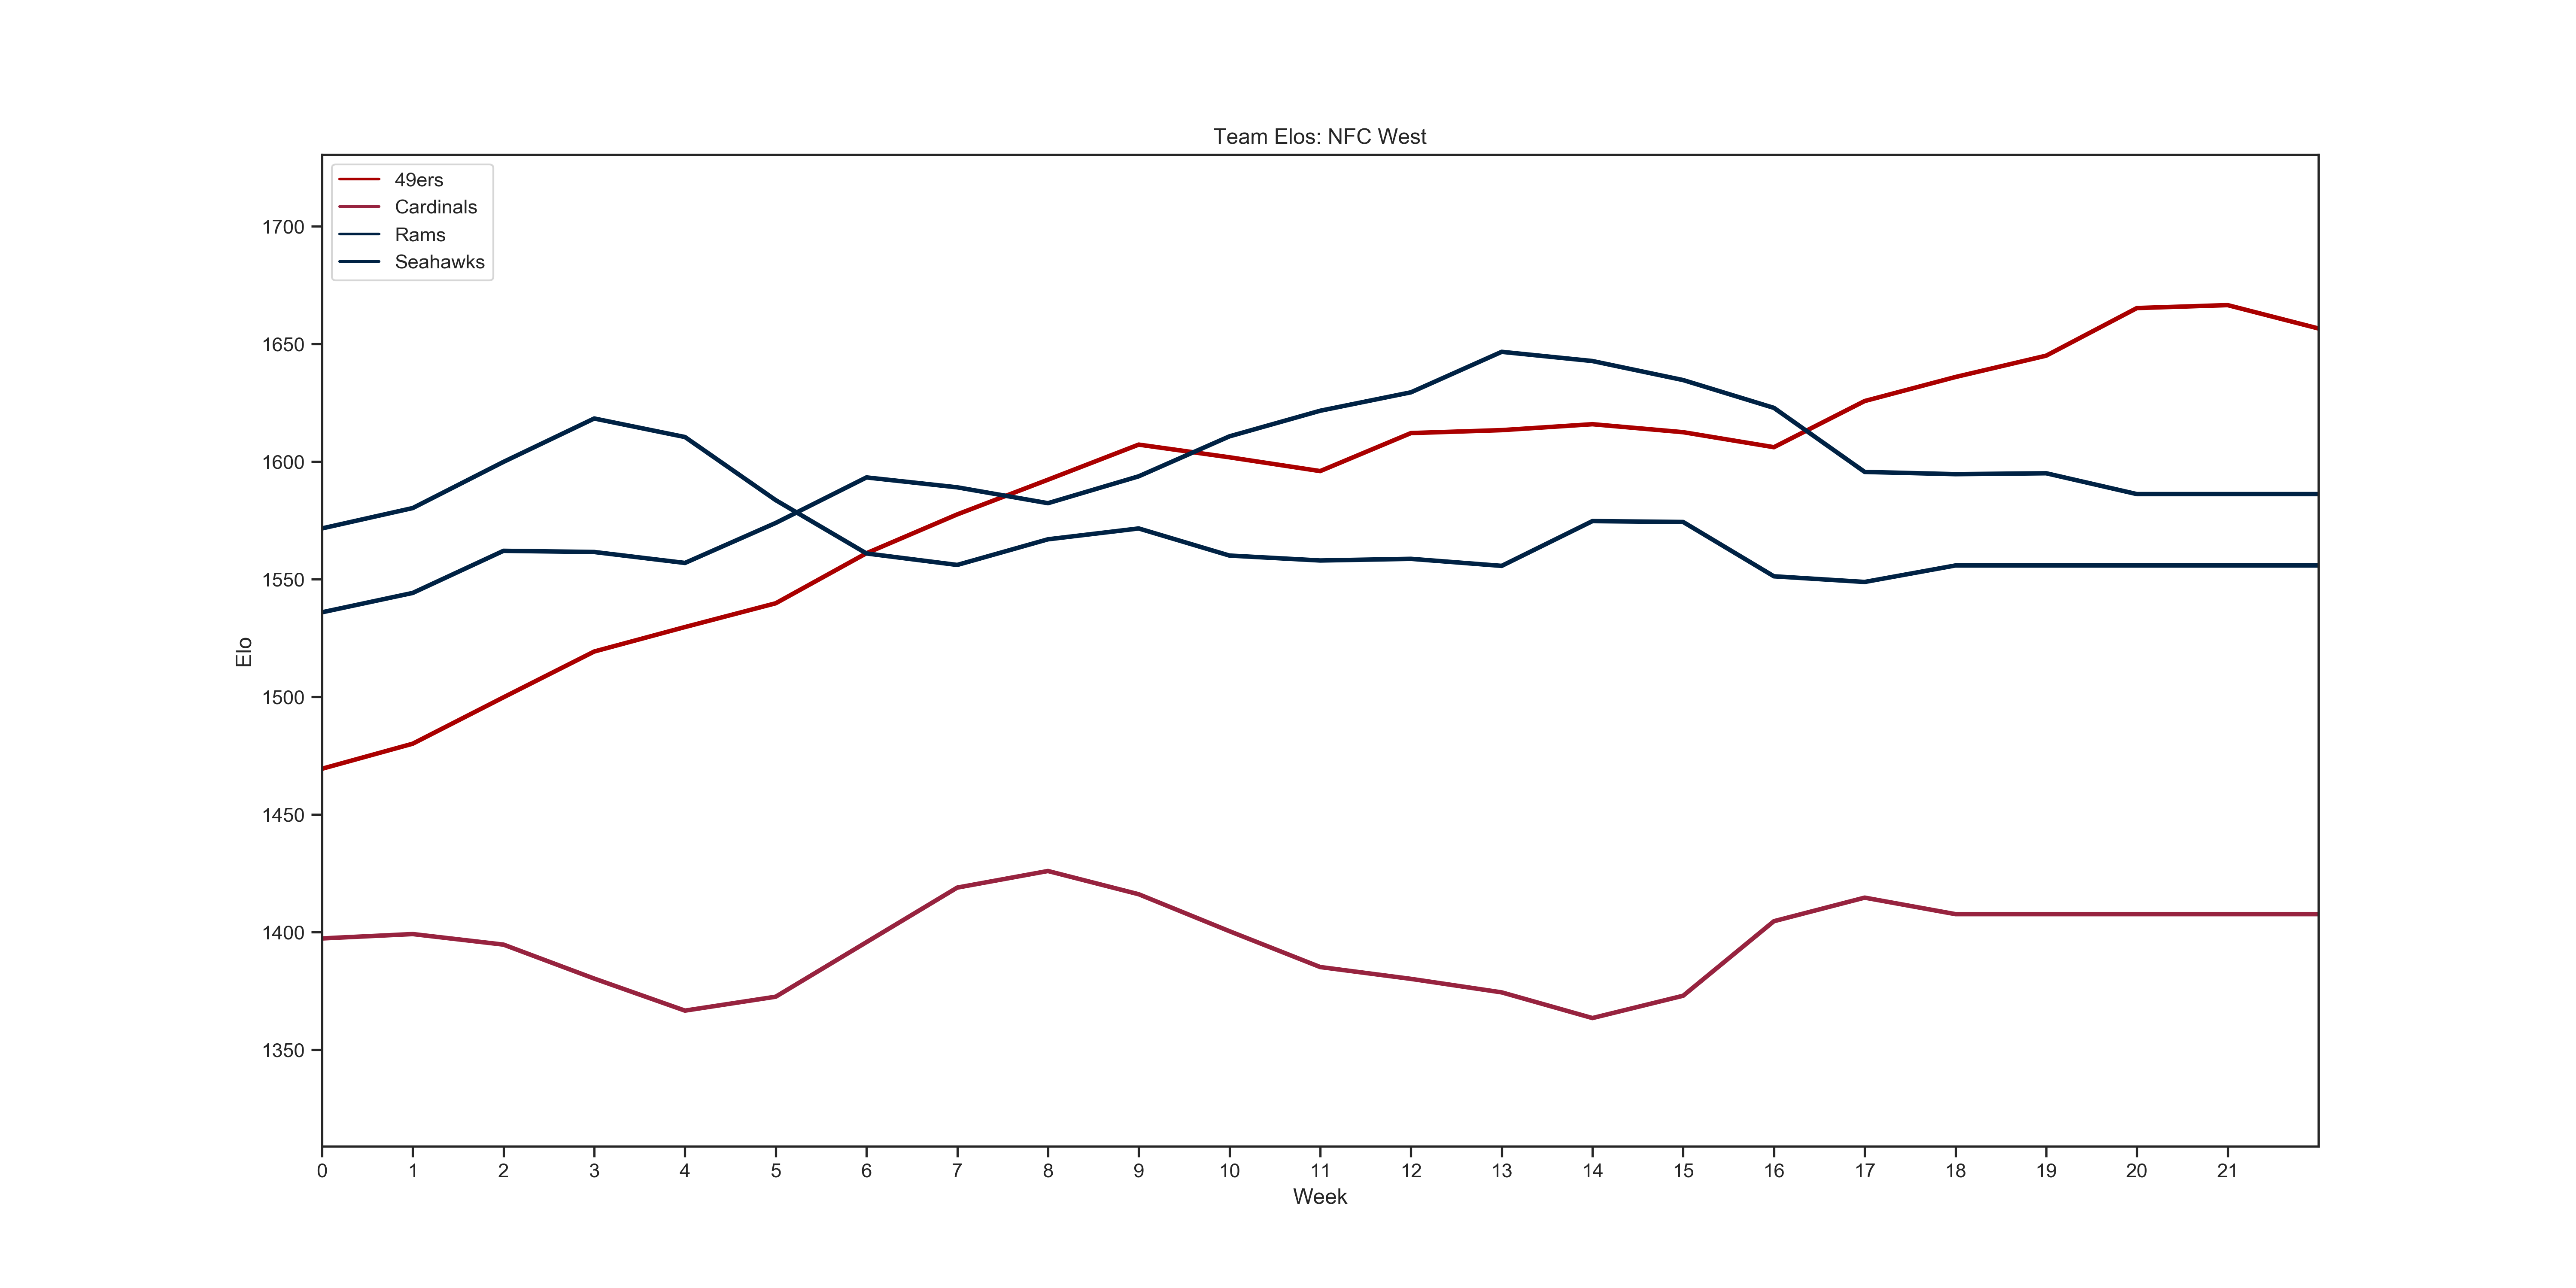 Team Elos: NFC West
49ers
Cardinals
Rams
Seahawks
1700
1650
1600
1550
1500
1450
1400
1350
Elo
0 1 2 3 4 5 6 7 8 9 10 11 12 13 14 15 16 17 18 19 20 21
Week